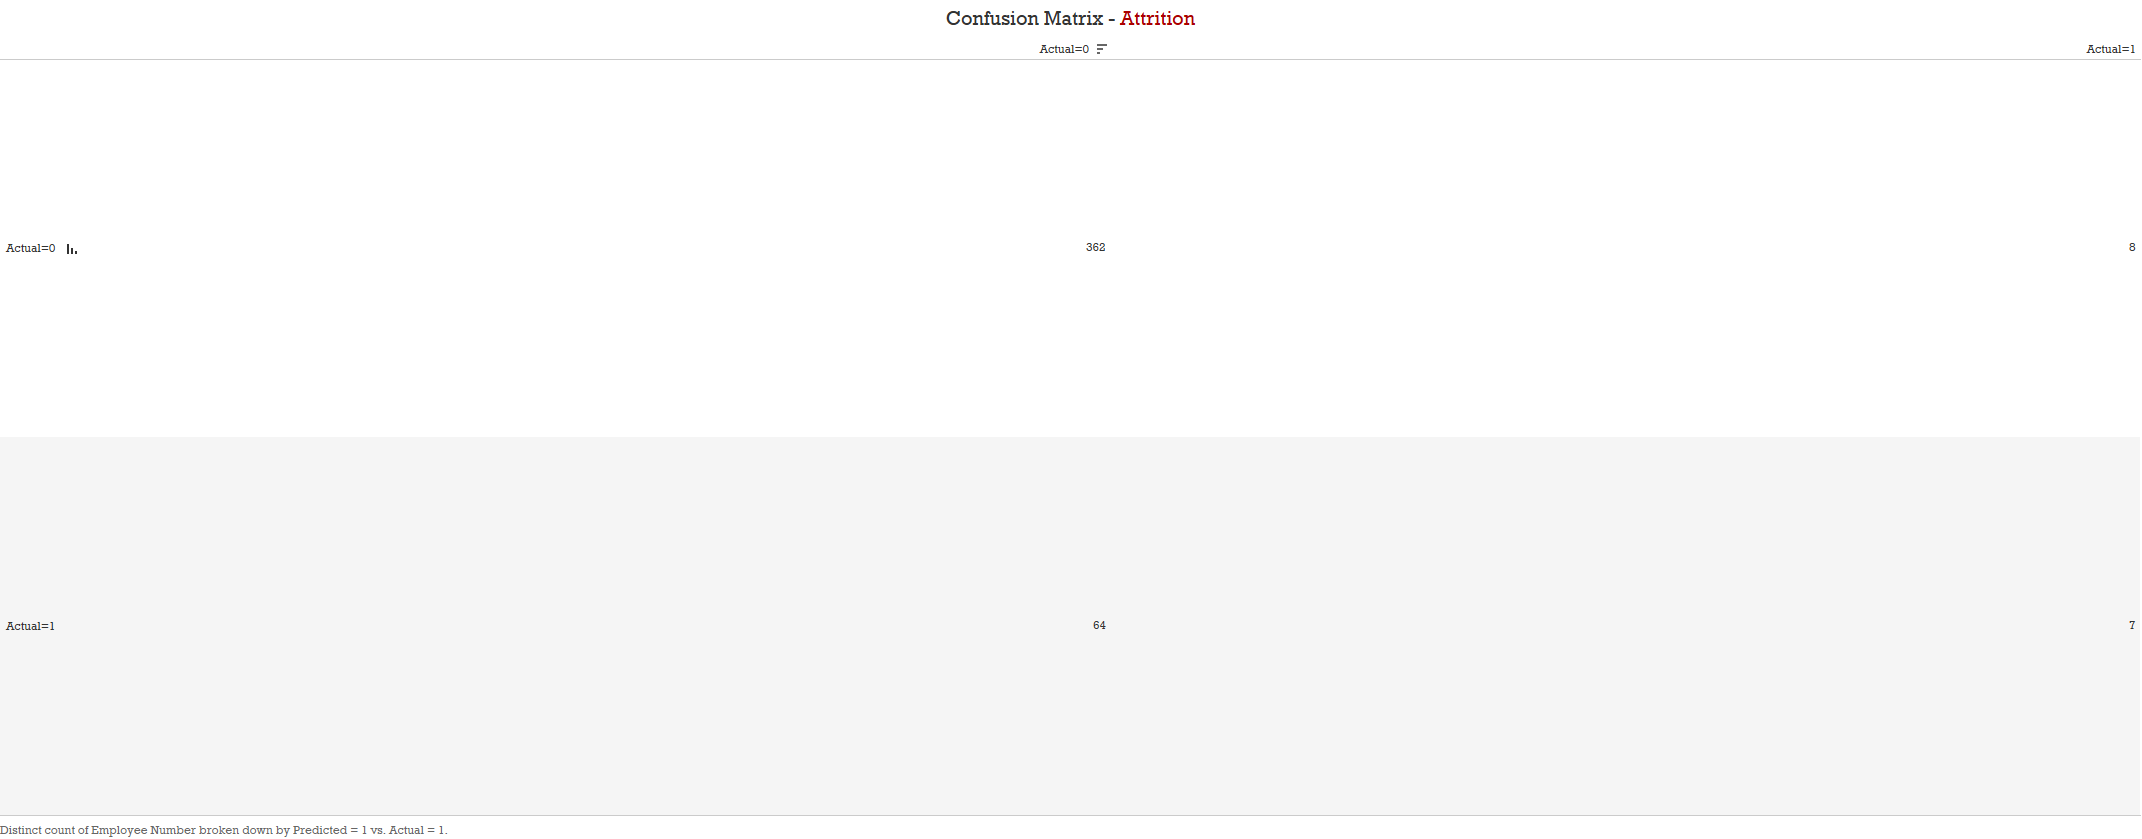 Confusion Matrix - Attrition
Actual=0 Actual=1
Actual=0 362 8
Actual=1 64 7
Distinct count of Employee Number broken down by Predicted = 1 vs. Actual = 1.